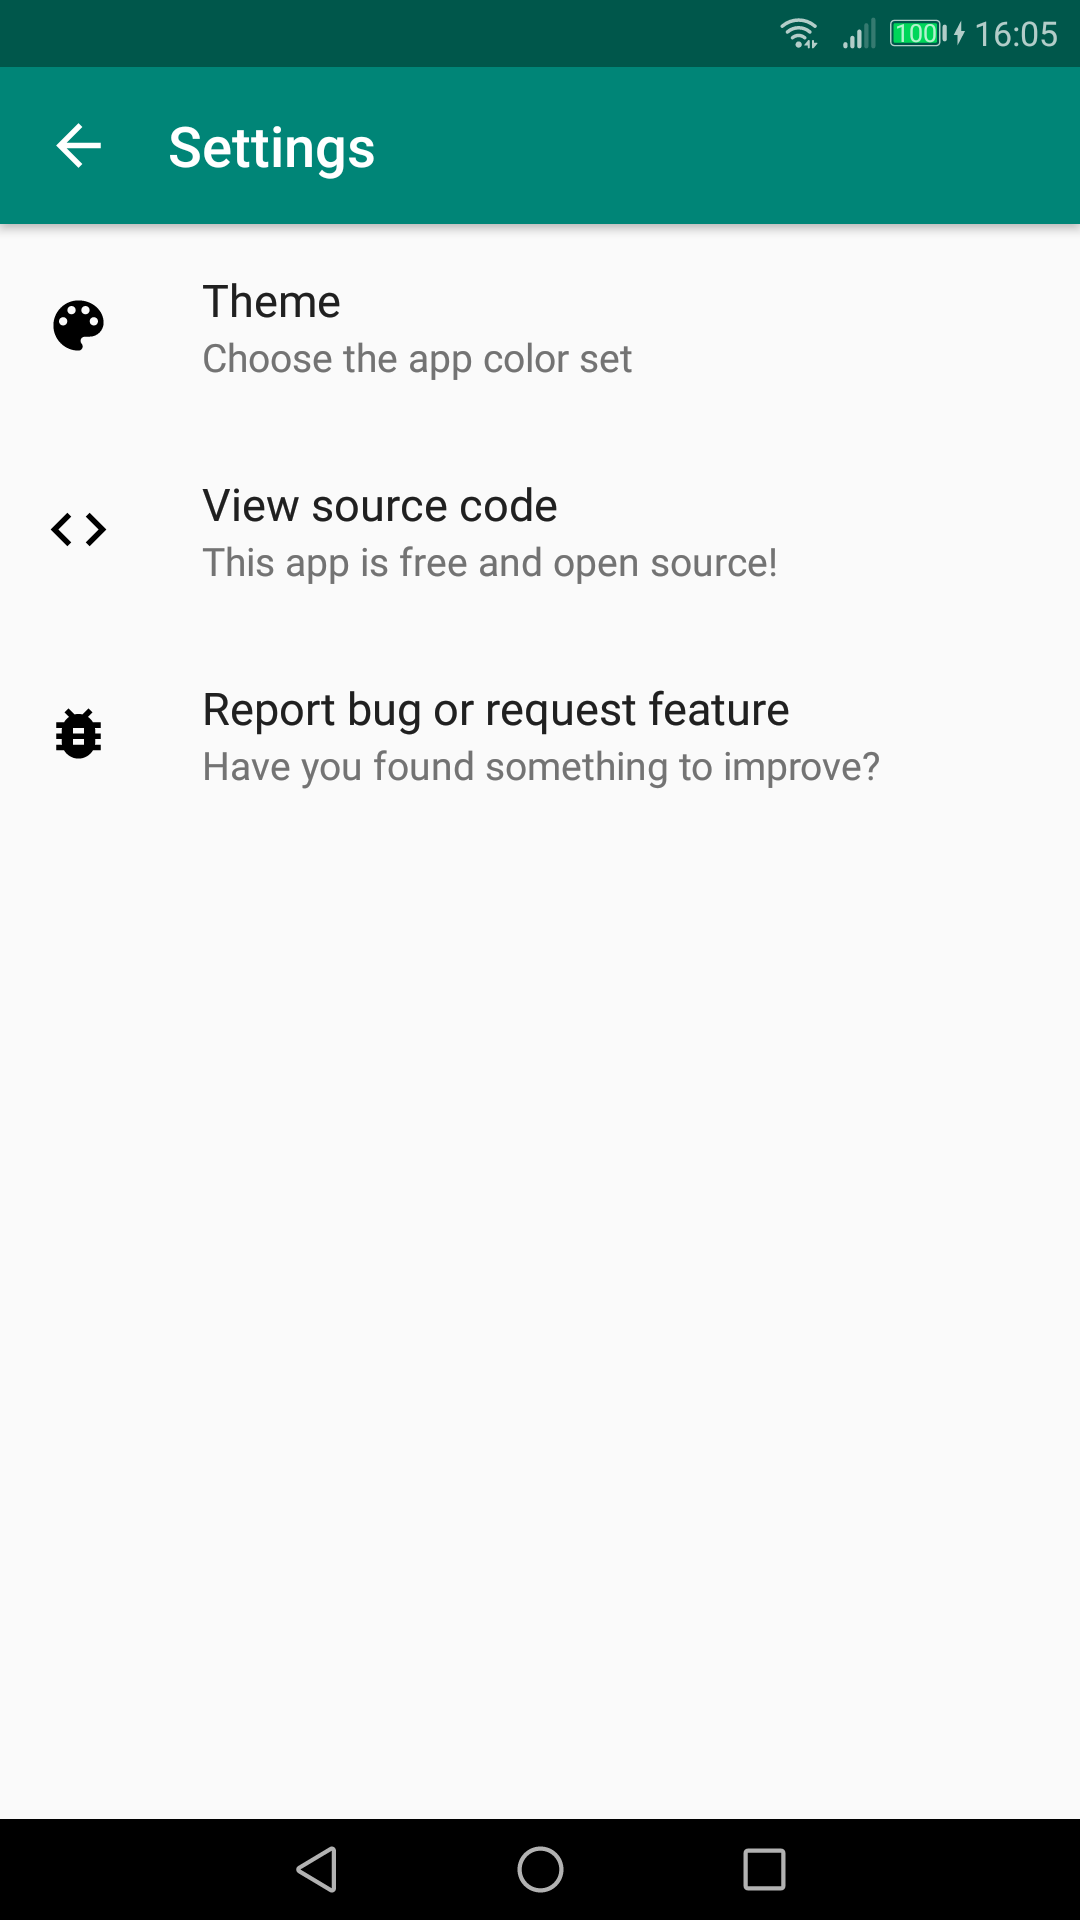 100 16:05
Settings
Theme
Choose the app color set
View source code
This app is free and open source!
Report bug or request feature
Have you found something to improve?